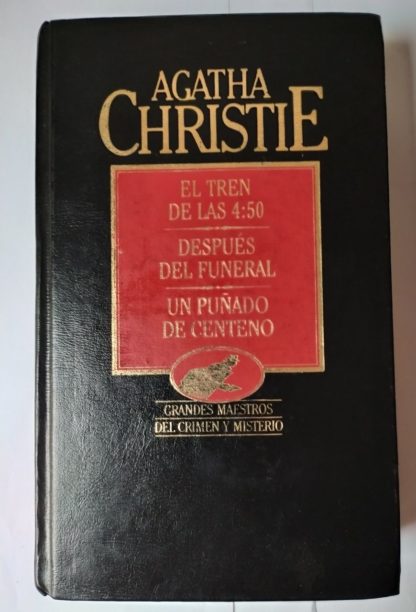 AGATHA
CHRISTIE
EL TREN
DE LAS 4:50
DESPUÉS
DEL FUNERAL
UN PUÑADO
DE CENTENO
GRANDES MAESTROS
DEL CRIMEN Y MISTERIO